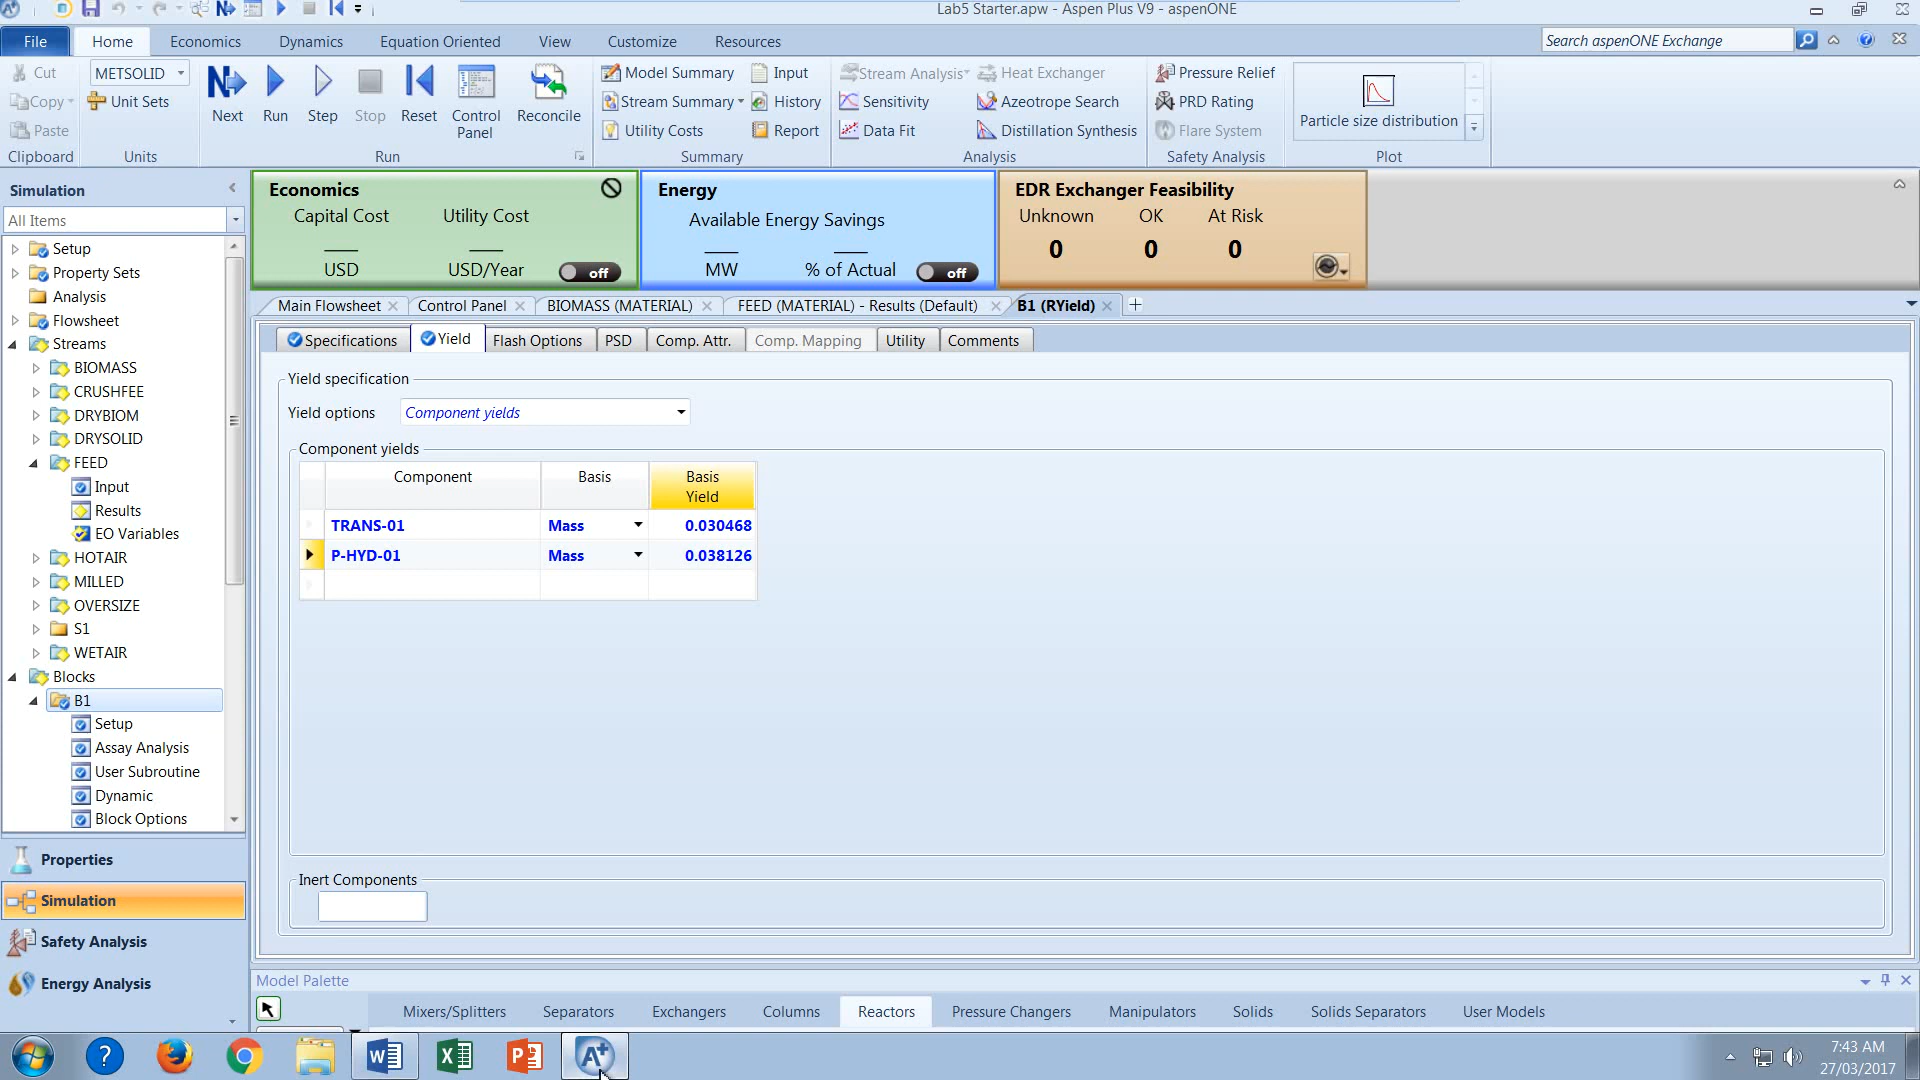 Lab5 Starter.apw - Aspen Plus V9 - aspenONE
File Home Economics Dynamics Equation Oriented View Customize Resources Search aspenONE Exchange
Cut METSOLID Model Summary Input Stream Analysis Heat Exchanger Pressure Relief
Copy Unit Sets Stream Summary History Sensitivity Azeotrope Search PRD Rating
Next Run Step Stop Reset Control Panel Reconcile Particle size distribution
Paste Utility Costs Report Data Fit Distillation Synthesis Flare System
Clipboard Units Run Summary Analysis Safety Analysis Plot
Simulation
All Items
Economics
Capital Cost Utility Cost
USD USD/Year off
Energy
Available Energy Savings
MW % of Actual off
EDR Exchanger Feasibility
Unknown OK At Risk
0 0 0
Main Flowsheet Control Panel BIOMASS (MATERIAL) FEED (MATERIAL) - Results (Default) B1 (RYield)
Specifications Yield Flash Options PSD Comp. Attr. Comp. Mapping Utility Comments
Setup
Property Sets
Analysis
Flowsheet
Streams
BIOMASS
CRUSHFEE
DRYBIOM
DRYSOLID
FEED
Input
Results
EO Variables
HOTAIR
MILLED
OVERSIZE
S1
WETAIR
Blocks
B1
Setup
Assay Analysis
User Subroutine
Dynamic
Block Options
Properties
Simulation
Safety Analysis
Energy Analysis
Yield specification
Yield options Component yields
Component yields
Component Basis Basis Yield
TRANS-01 Mass 0.030468
P-HYD-01 Mass 0.038126
Inert Components
Model Palette
Mixers/Splitters Separators Exchangers Columns Reactors Pressure Changers Manipulators Solids Solids Separators User Models
7:43 AM
27/03/2017